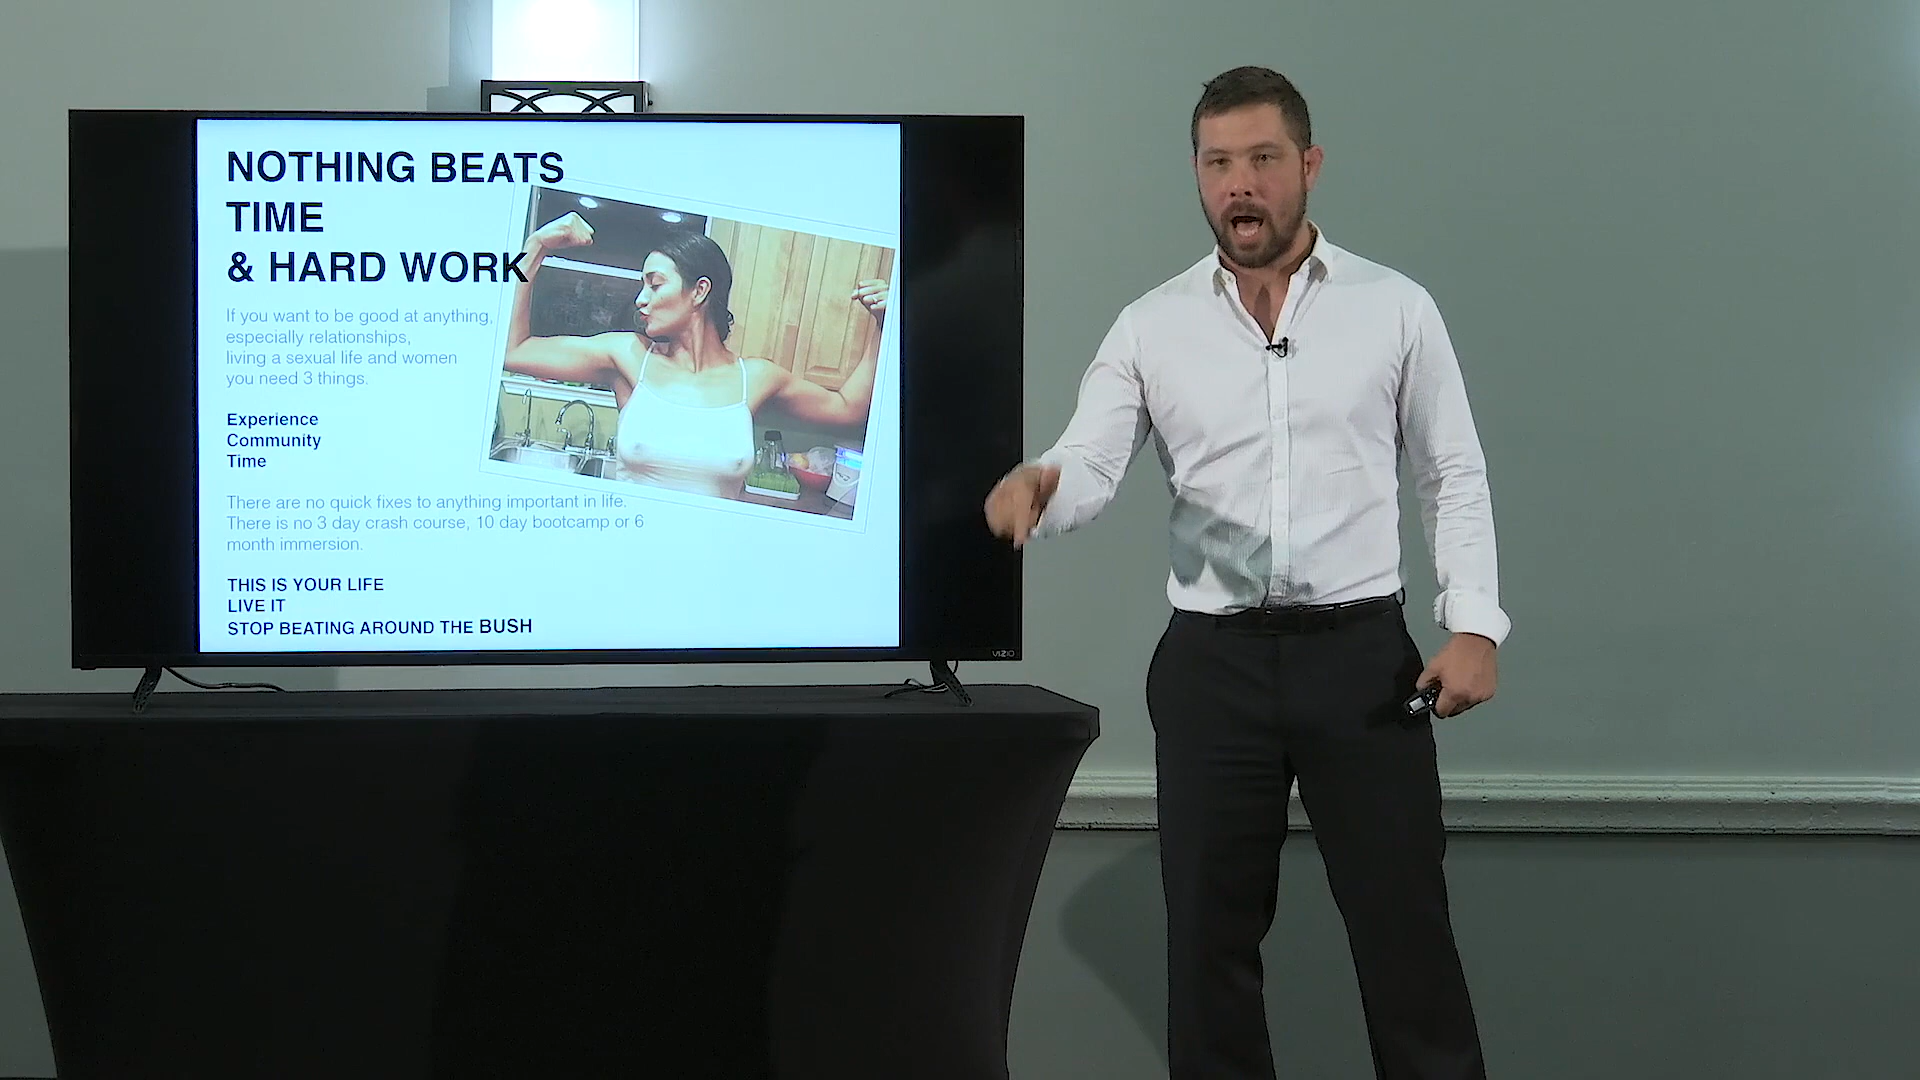 NOTHING BEATS
TIME
& HARD WORK
If you want to be good at anything,
especially relationships,
living a sexual life and women
you need 3 things.
Experience
Community
Time
There are no quick fixes to anything important in life.
There is no 3 day crash course, 10 day bootcamp or 6
month immersion.
THIS IS YOUR LIFE
LIVE IT
STOP BEATING AROUND THE BUSH
VIZIO